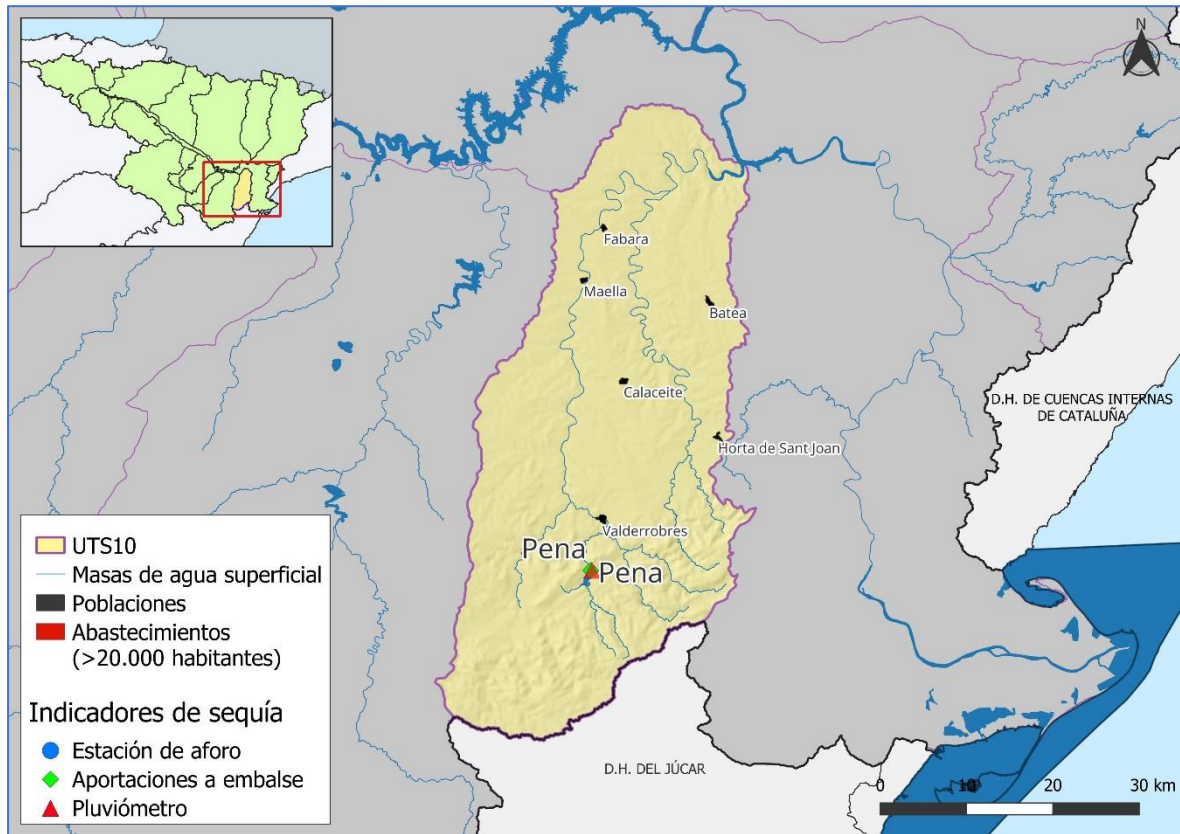 N
Fabara
Maella
Batea
Calaceite
D.H. DE CUENCAS INTERNAS
DE CATALUÑA
Horta de Sant Joan
Valderrobres
Pena
Pena
UTS10
Masas de agua superficial
Poblaciones
Abastecimientos
(>20.000 habitantes)
Indicadores de sequía
Estación de aforo
Aportaciones a embalse
Pluviómetro
D.H. DEL JÚCAR
0 10 20 30 km